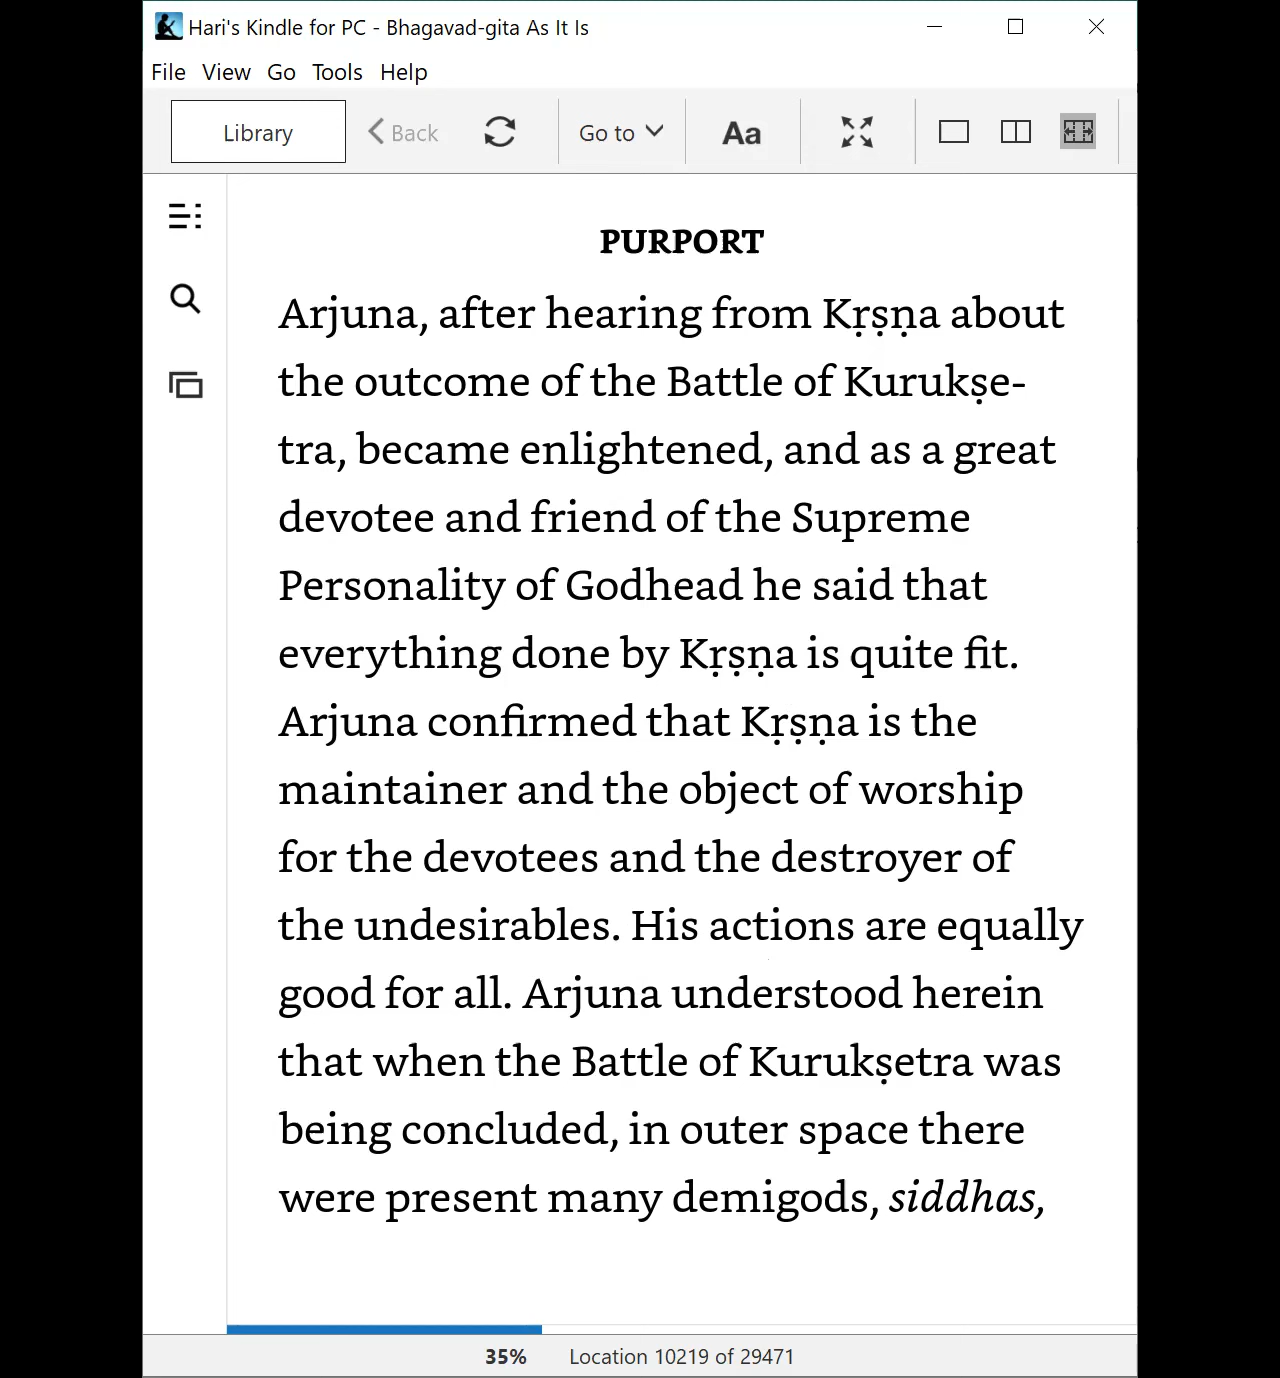 Hari's Kindle for PC - Bhagavad-gita As It Is
File View Go Tools Help
Library Back Go to Aa
PURPORT
Arjuna, after hearing from Kṛṣṇa about
the outcome of the Battle of Kurukṣe-
tra, became enlightened, and as a great
devotee and friend of the Supreme
Personality of Godhead he said that
everything done by Kṛṣṇa is quite fit.
Arjuna confirmed that Kṛṣṇa is the
maintainer and the object of worship
for the devotees and the destroyer of
the undesirables. His actions are equally
good for all. Arjuna understood herein
that when the Battle of Kurukṣetra was
being concluded, in outer space there
were present many demigods, siddhas,
35% Location 10219 of 29471